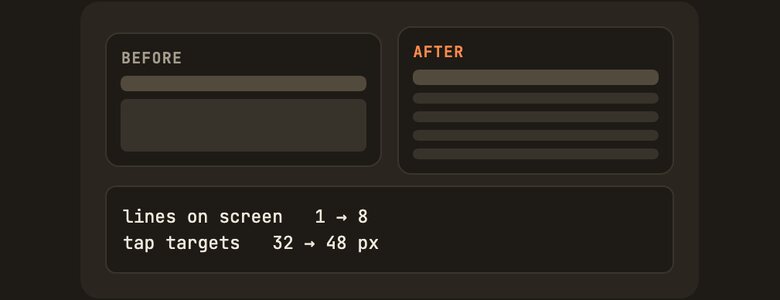 BEFORE
AFTER
lines on screen 1 → 8
tap targets 32 → 48 px